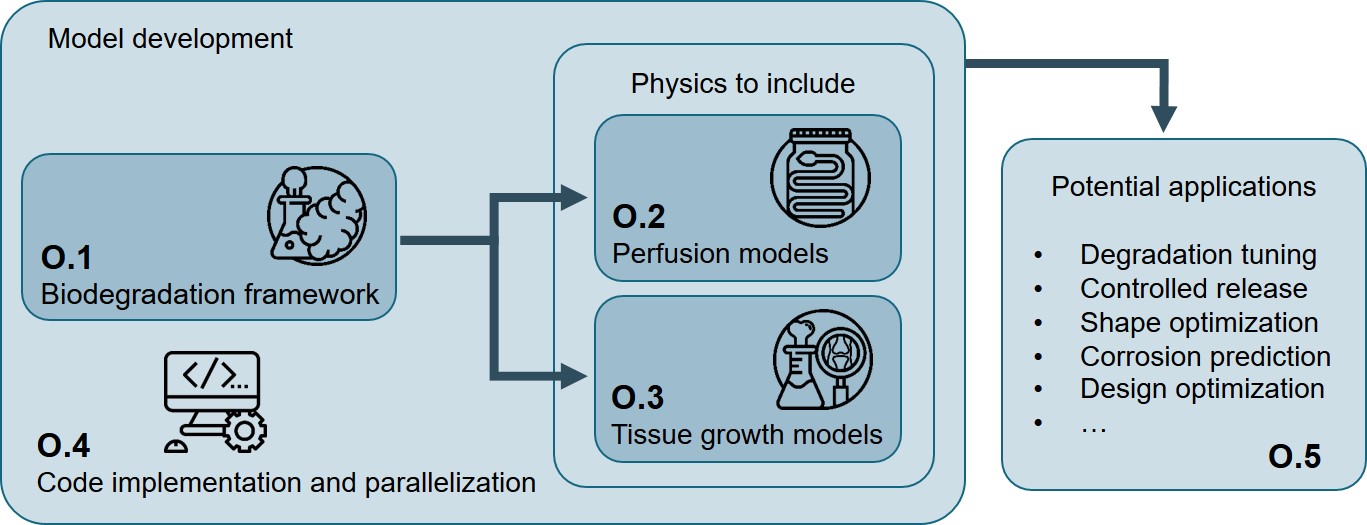 Model development
Physics to include
O.1
Biodegradation framework
O.2
Perfusion models
O.3
Tissue growth models
</>...
O.4
Code implementation and parallelization
Potential applications
• Degradation tuning
• Controlled release
• Shape optimization
• Corrosion prediction
• Design optimization
• …
O.5